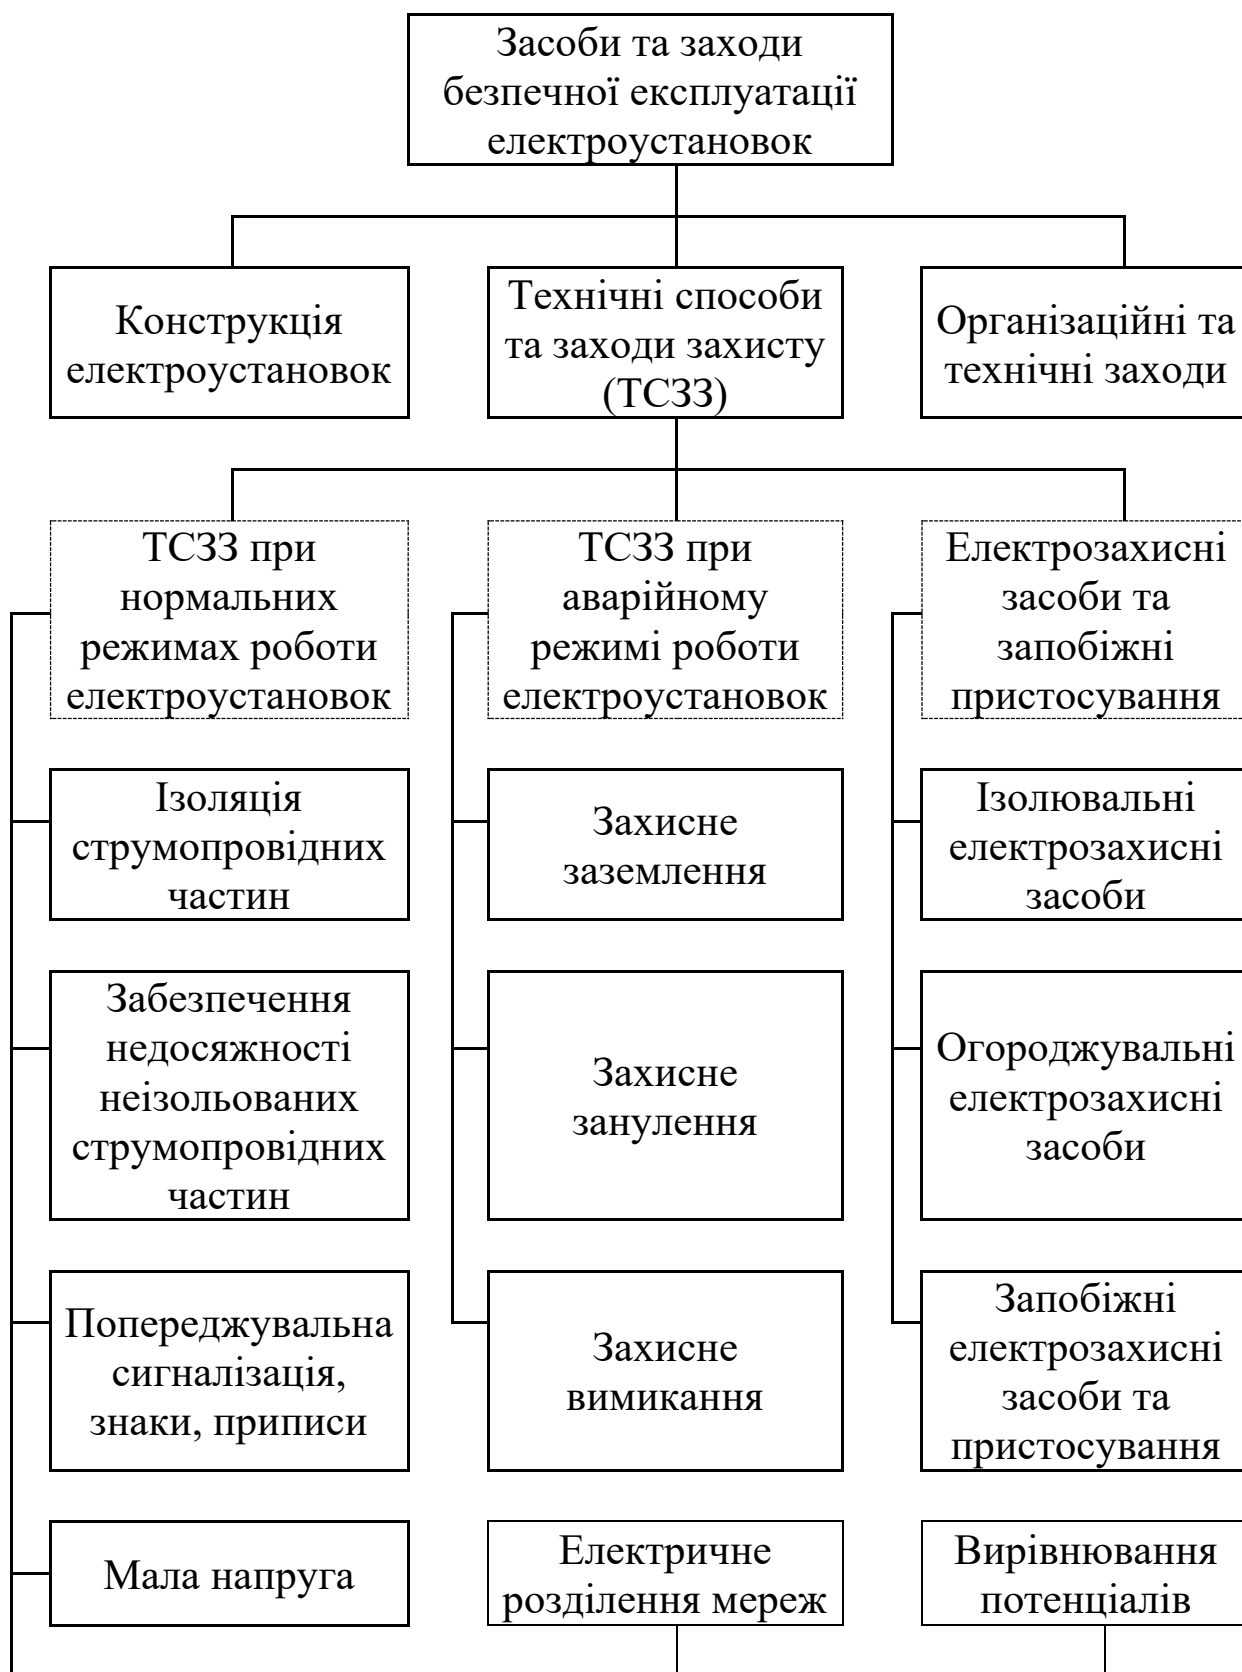 Засоби та заходи
безпечної експлуатації
електроустановок
Конструкція
електроустановок
Технічні способи
та заходи захисту
(ТСЗЗ)
Організаційні та
технічні заходи
ТСЗЗ при
нормальних
режимах роботи
електроустановок
ТСЗЗ при
аварійному
режимі роботи
електроустановок
Електрозахисні
засоби та
запобіжні
пристосування
Ізоляція
струмопровідних
частин
Захисне
заземлення
Ізолювальні
електрозахисні
засоби
Забезпечення
недосяжності
неізольованих
струмопровідних
частин
Захисне
занулення
Огороджувальні
електрозахисні
засоби
Попереджувальна
сигналізація,
знаки, приписи
Захисне
вимикання
Запобіжні
електрозахисні
засоби та
пристосування
Мала напруга
Електричне
розділення мереж
Вирівнювання
потенціалів